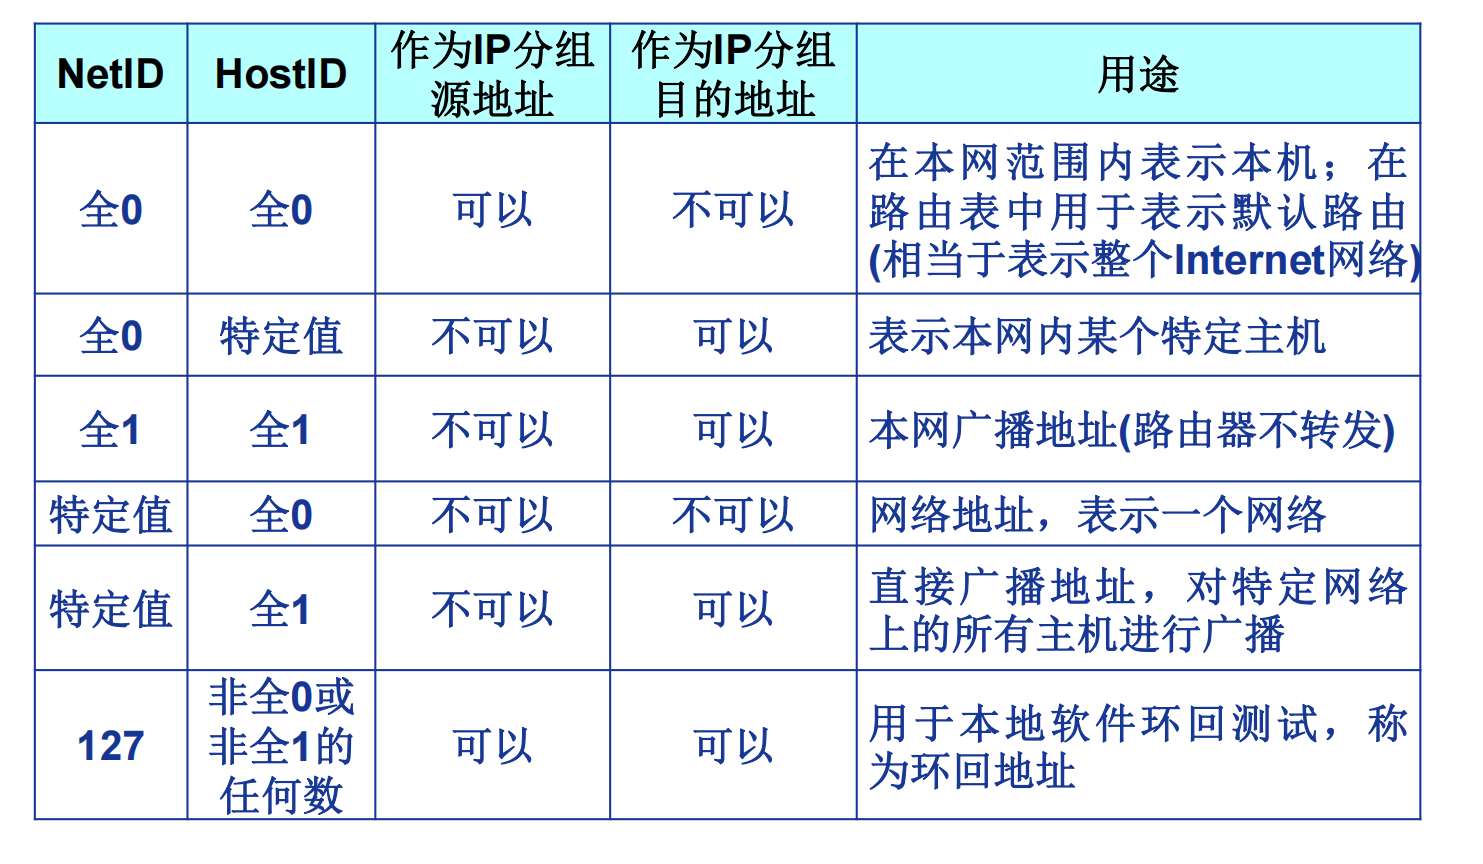 NetID
HostID
作为IP分组
源地址
作为IP分组
目的地址
用途
全0
全0
可以
不可以
在本网范围内表示本机；在
路由表中用于表示默认路由
(相当于表示整个Internet网络)
全0
特定值
不可以
可以
表示本网内某个特定主机
全1
全1
不可以
可以
本网广播地址(路由器不转发)
特定值
全0
不可以
不可以
网络地址，表示一个网络
特定值
全1
不可以
可以
直接广播地址，对特定网络
上的所有主机进行广播
127
非全0或
非全1的
任何数
可以
可以
用于本地软件环回测试，称
为环回地址